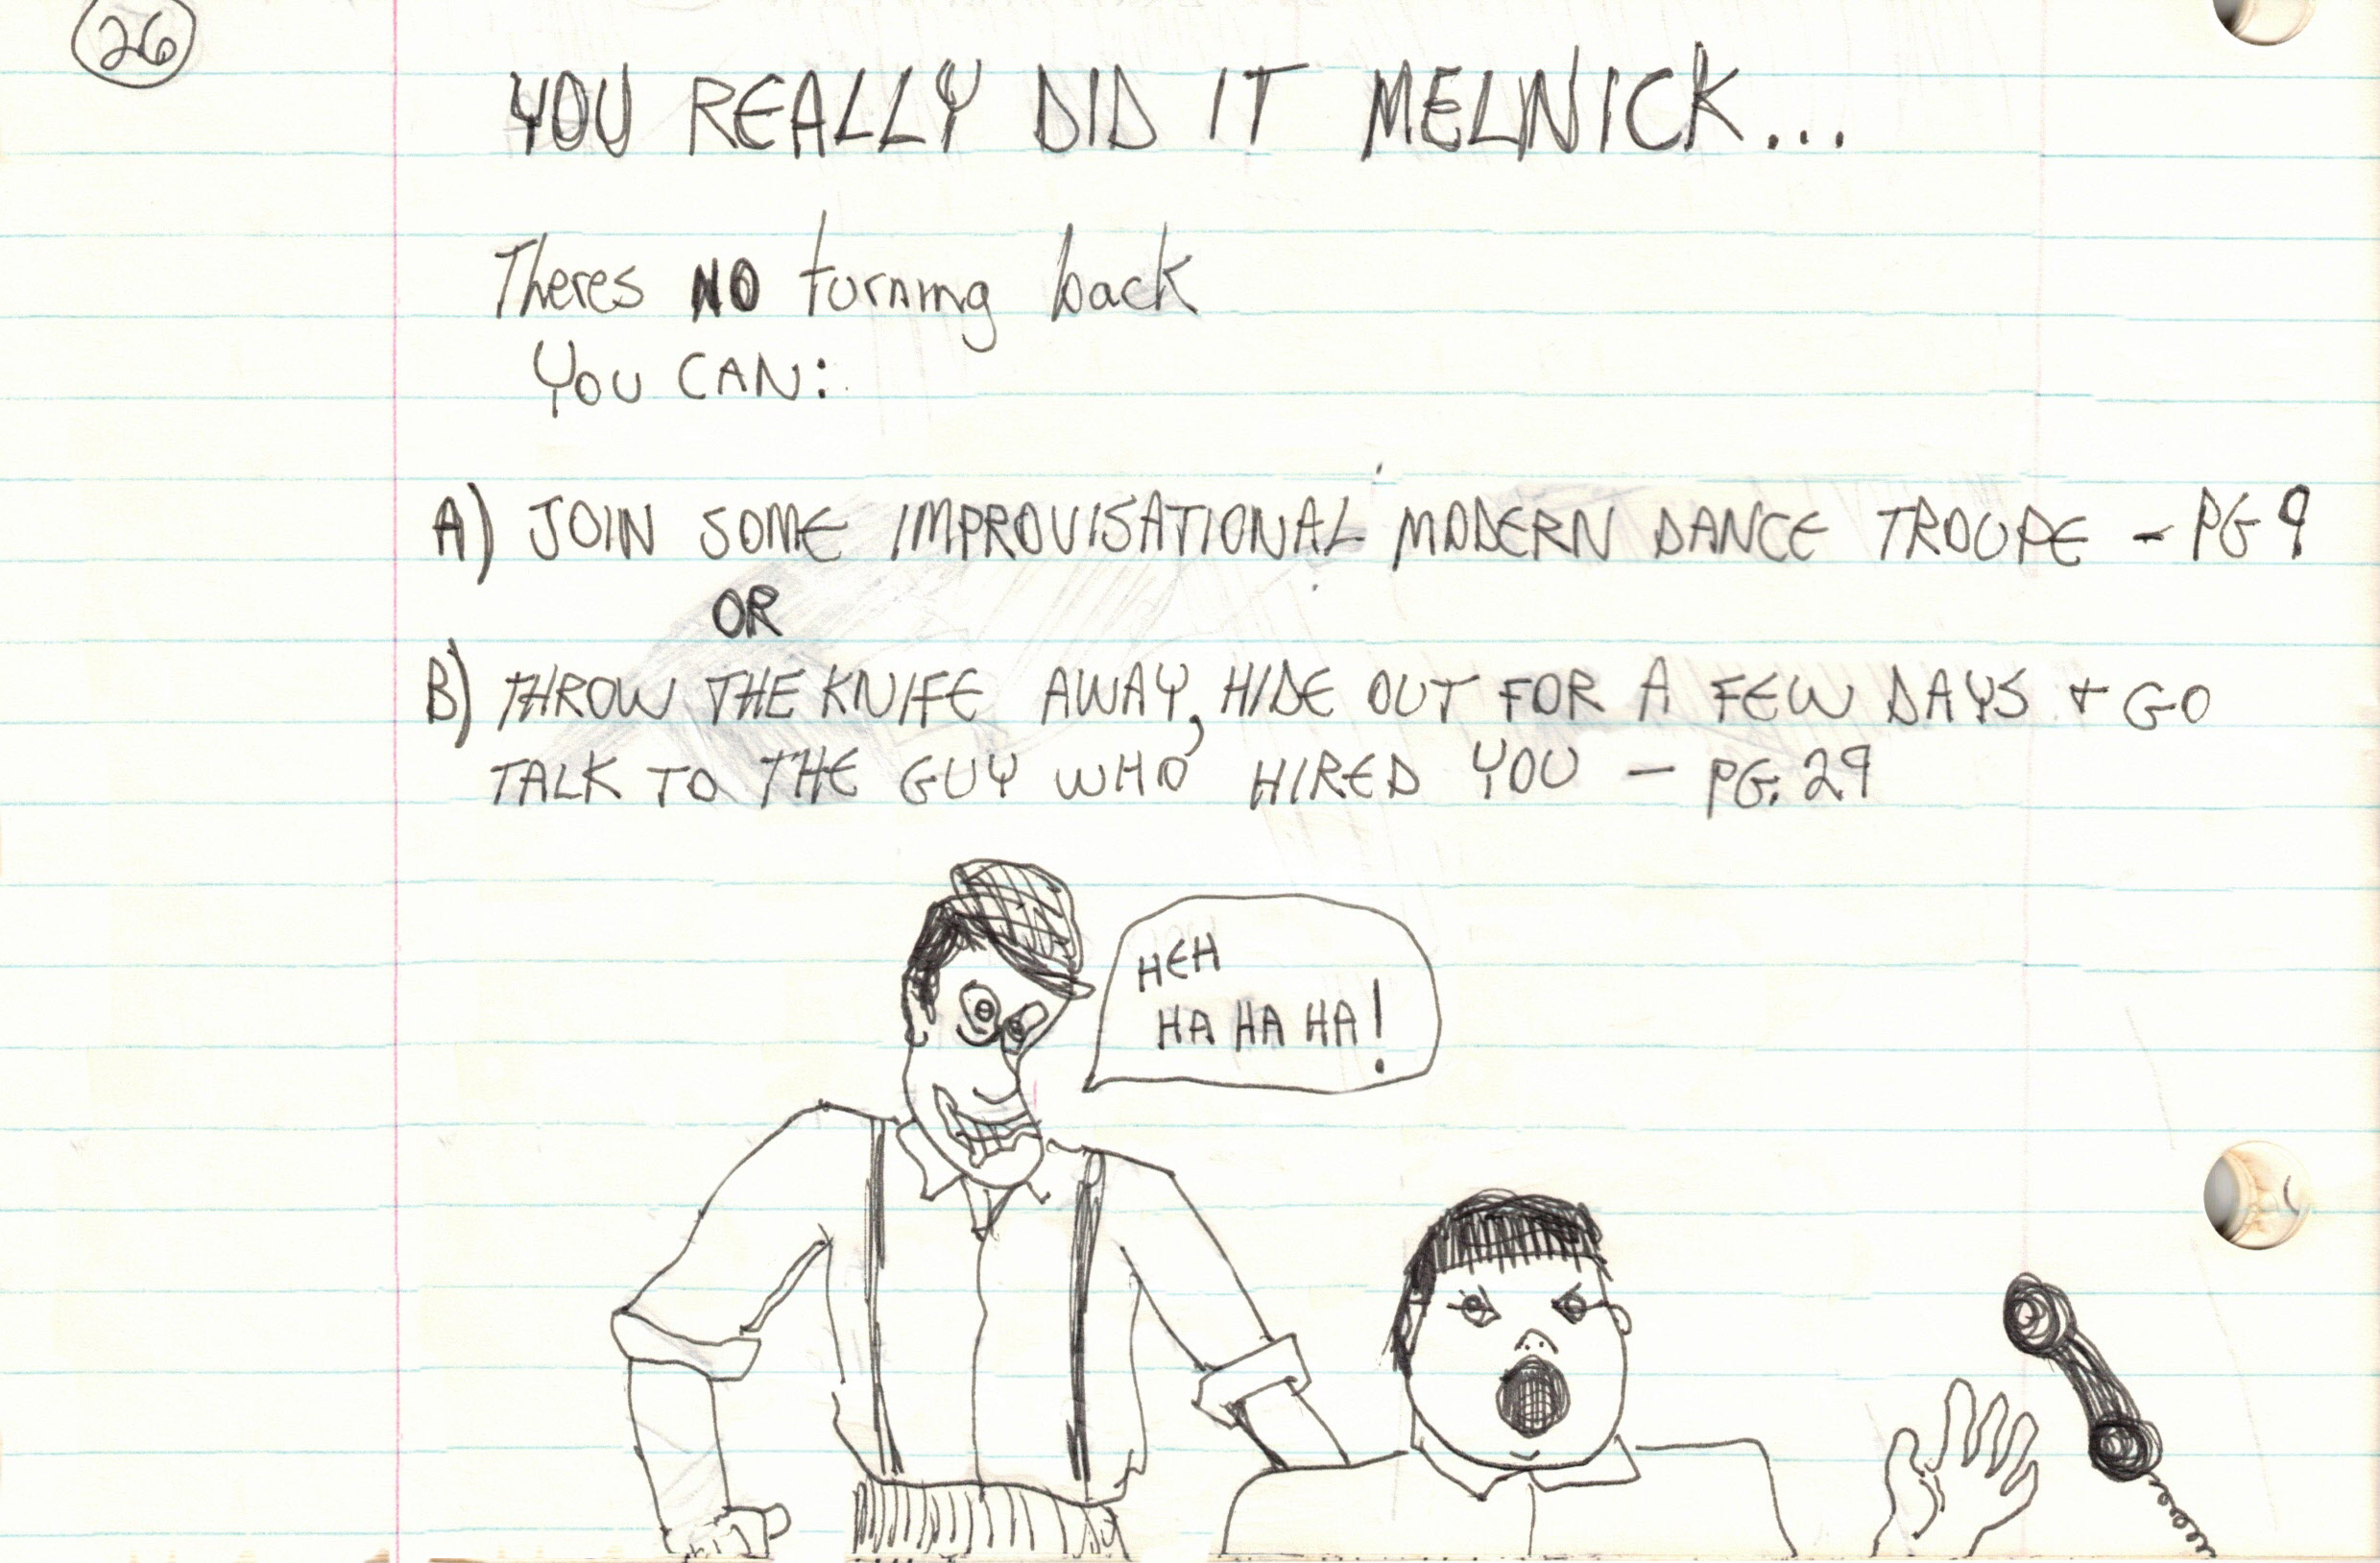 26
YOU REALLY DID IT MELNICK...
Theres NO turning back
YOU CAN:
A) JOIN SOME IMPROVISATIONAL MODERN DANCE TROUPE - PG 9
OR
B) THROW THE KNIFE AWAY, HIDE OUT FOR A FEW DAYS + GO
TALK TO THE GUY WHO HIRED YOU - PG. 29
HEH
HA HA HA!